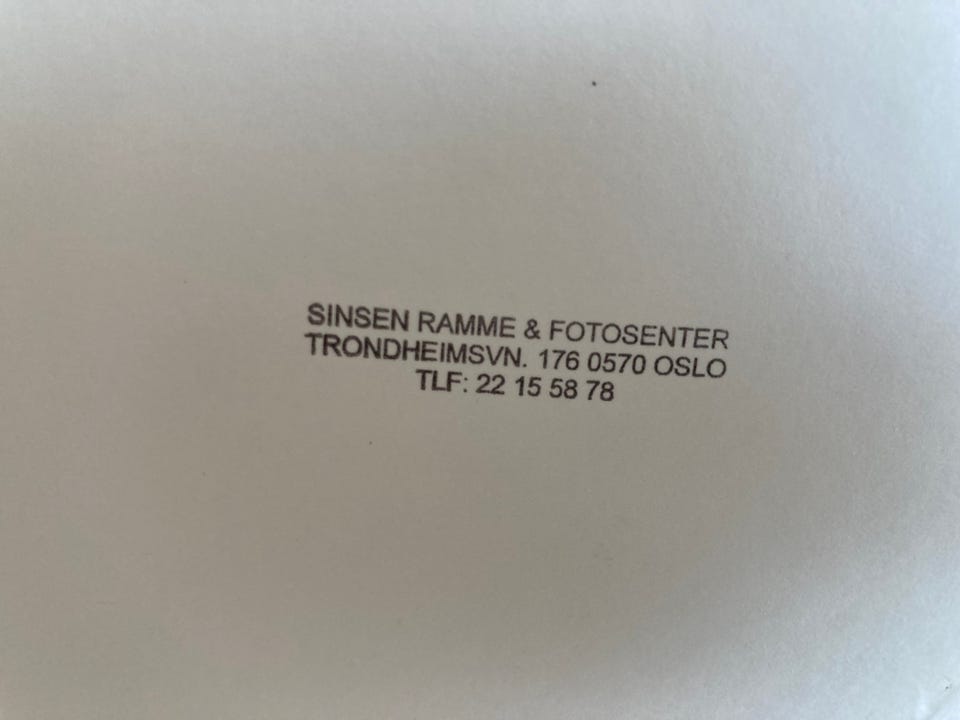 SINSEN RAMME & FOTOSENTER
TRONDHEIMSVN. 176 0570 OSLO
TLF: 22 15 58 78